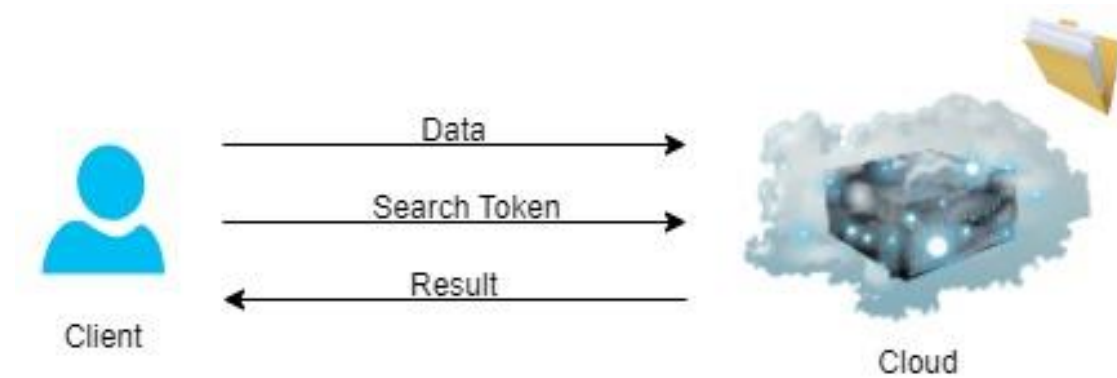 Data
Search Token
Result
Client
Cloud